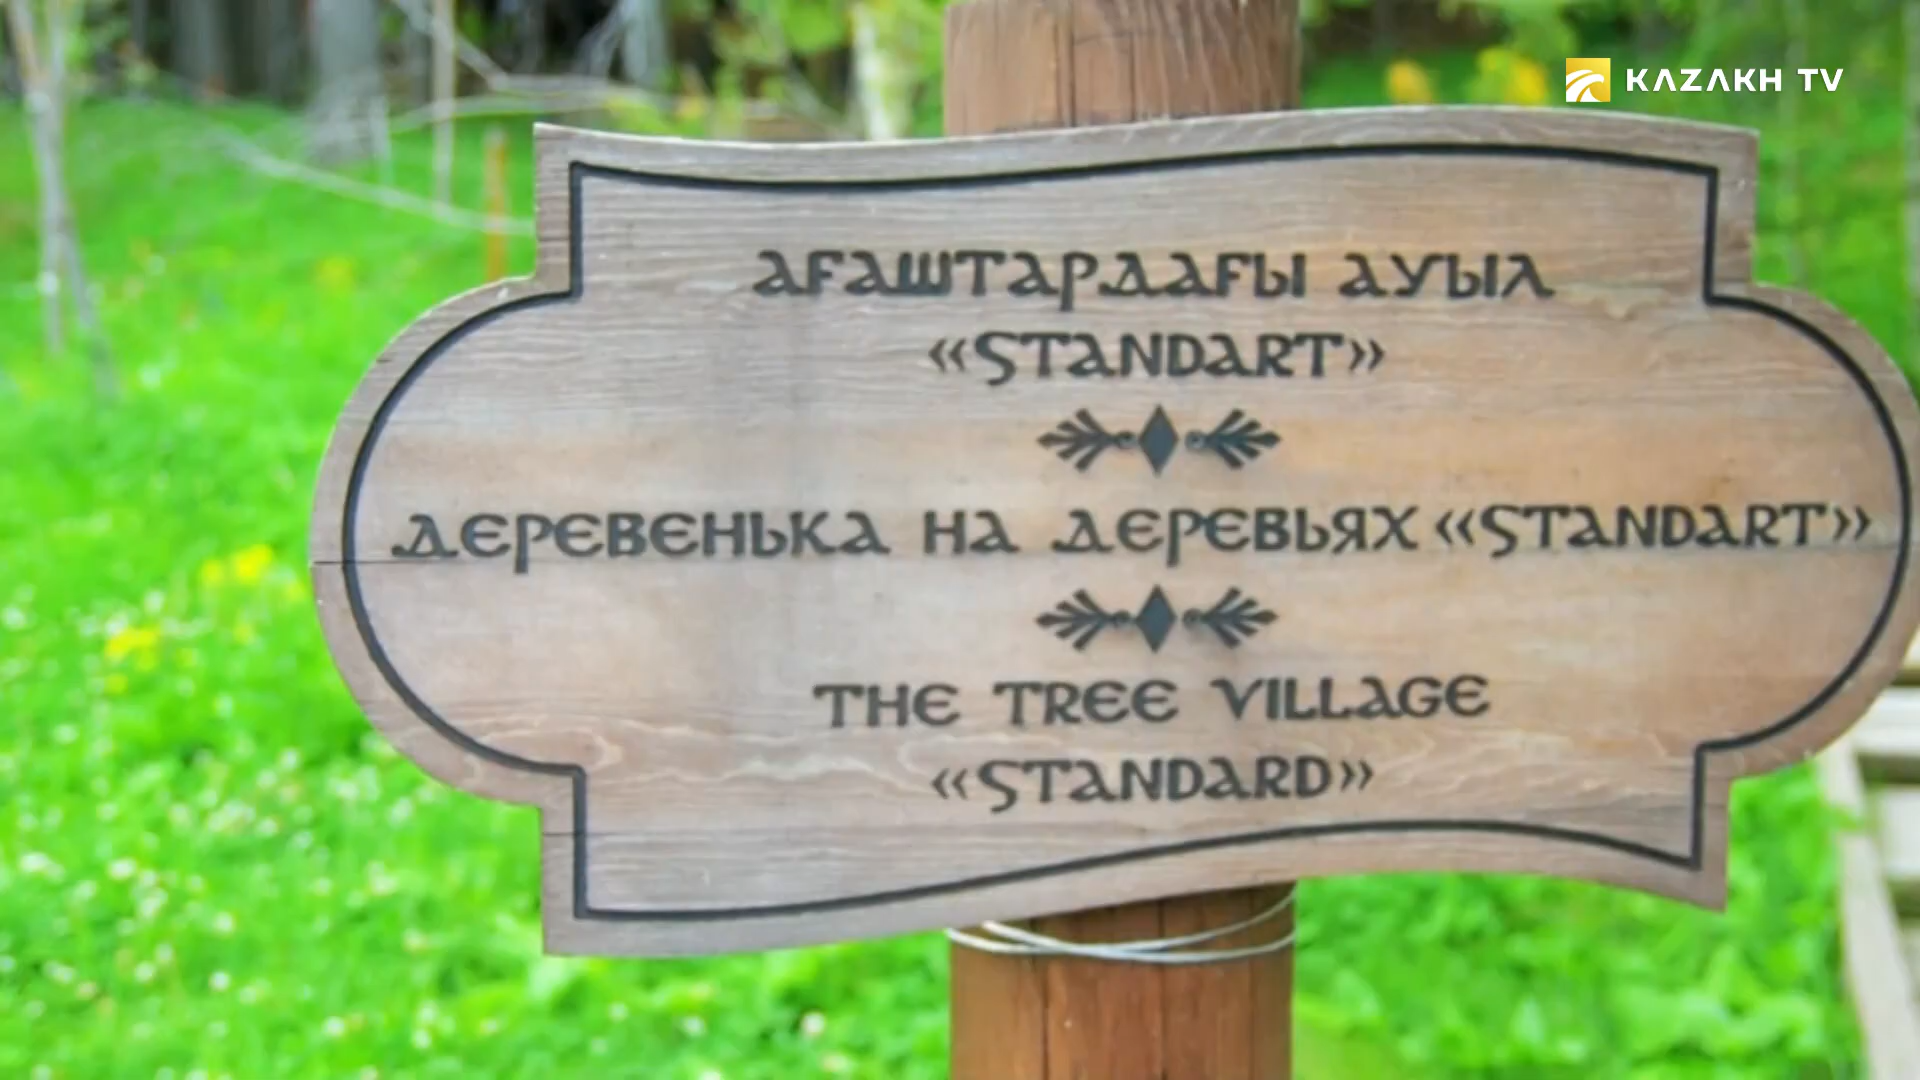 KAZAKH TV
АҒАШТАРДАҒЫ АУЫЛ
«STANDART»
ДЕРЕВЕНЬКА НА ДЕРЕВЬЯХ «STANDART»
THE TREE VILLAGE
«STANDARD»